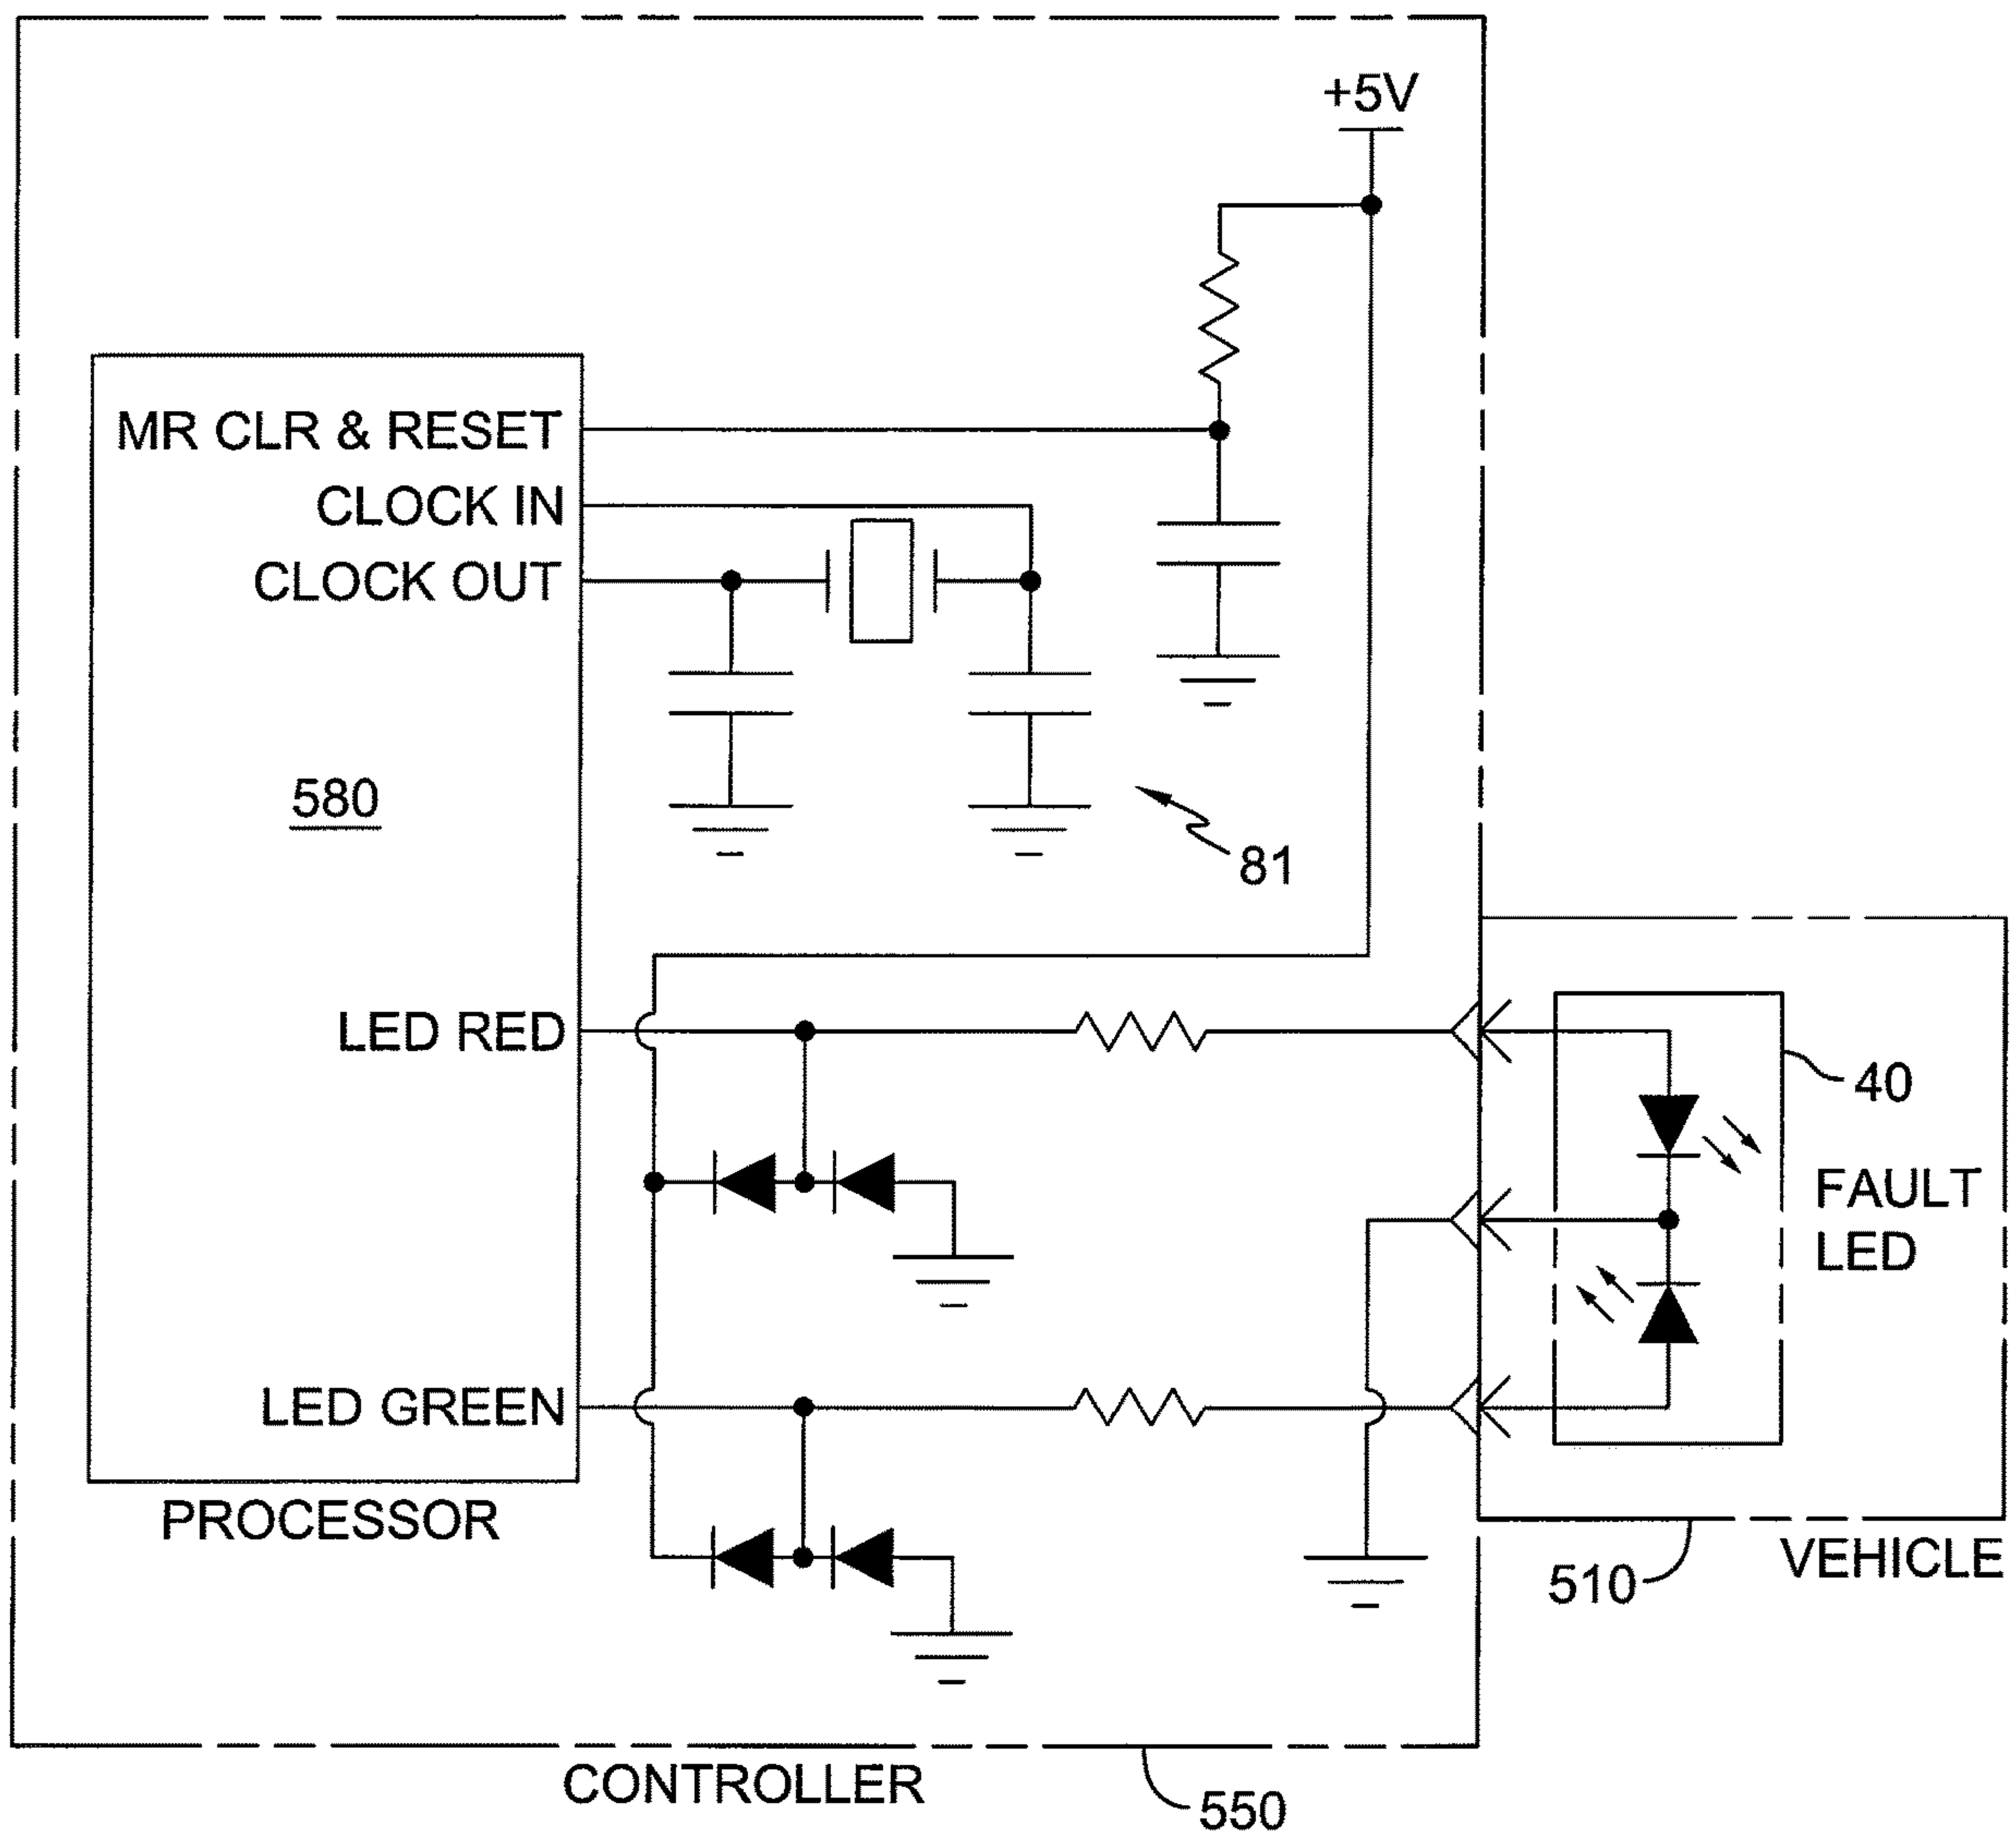 +5V
MR CLR & RESET
CLOCK IN
CLOCK OUT
580
81
LED RED
40
FAULT
LED
LED GREEN
PROCESSOR
510
VEHICLE
CONTROLLER
550